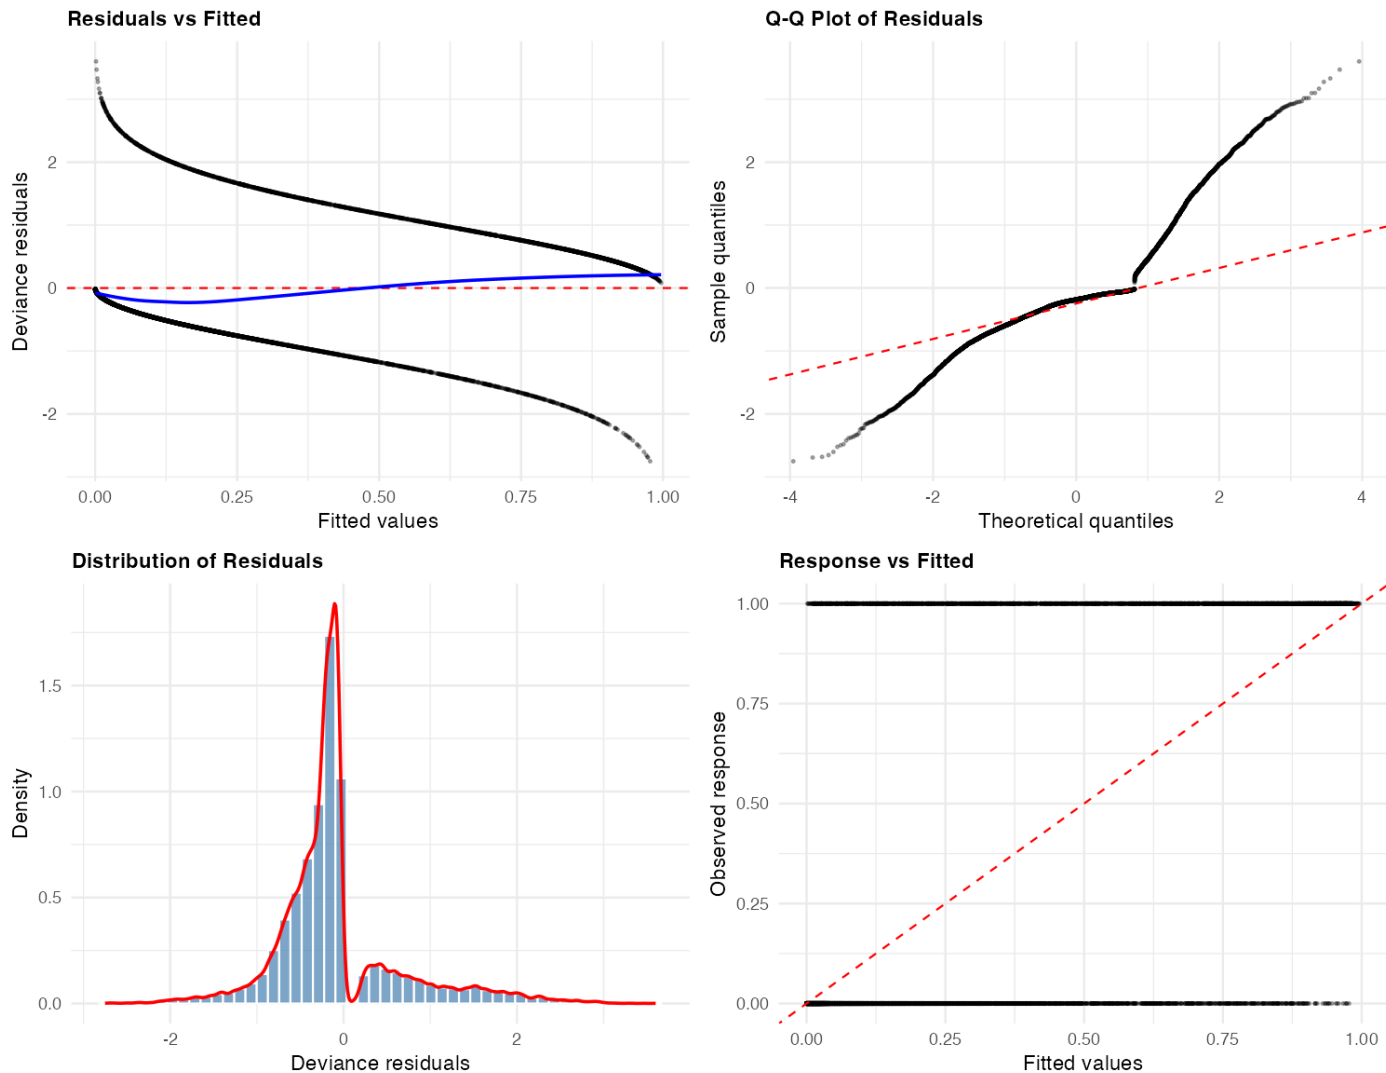 Residuals vs Fitted
Deviance residuals
2
0
-2
0.00 0.25 0.50 0.75 1.00
Fitted values
Q-Q Plot of Residuals
Sample quantiles
2
0
-2
-4 -2 0 2 4
Theoretical quantiles
Distribution of Residuals
Density
1.5
1.0
0.5
0.0
-2 0 2
Deviance residuals
Response vs Fitted
Observed response
1.00
0.75
0.50
0.25
0.00
0.00 0.25 0.50 0.75 1.00
Fitted values